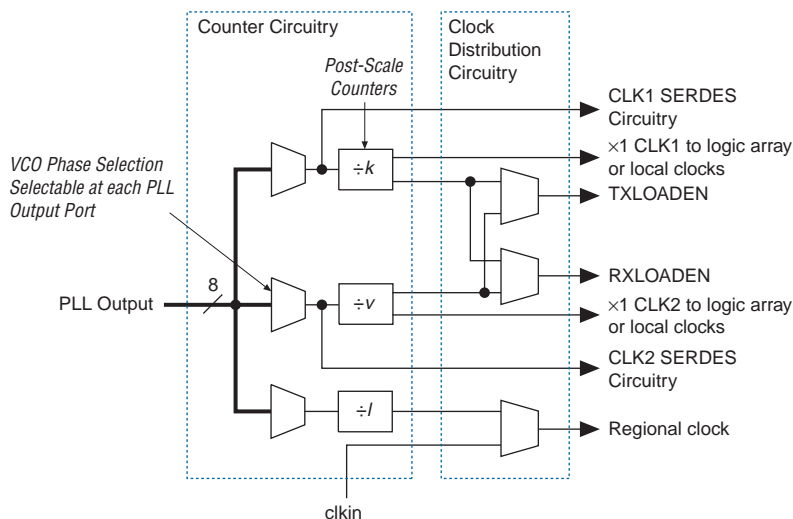 Counter Circuitry
Clock
Distribution
Circuitry
Post-Scale
Counters
CLK1 SERDES
Circuitry
×1 CLK1 to logic array
or local clocks
TXLOADEN
VCO Phase Selection
Selectable at each PLL
Output Port
÷k
8
PLL Output
÷v
RXLOADEN
×1 CLK2 to logic array
or local clocks
CLK2 SERDES
Circuitry
÷l
Regional clock
clkin